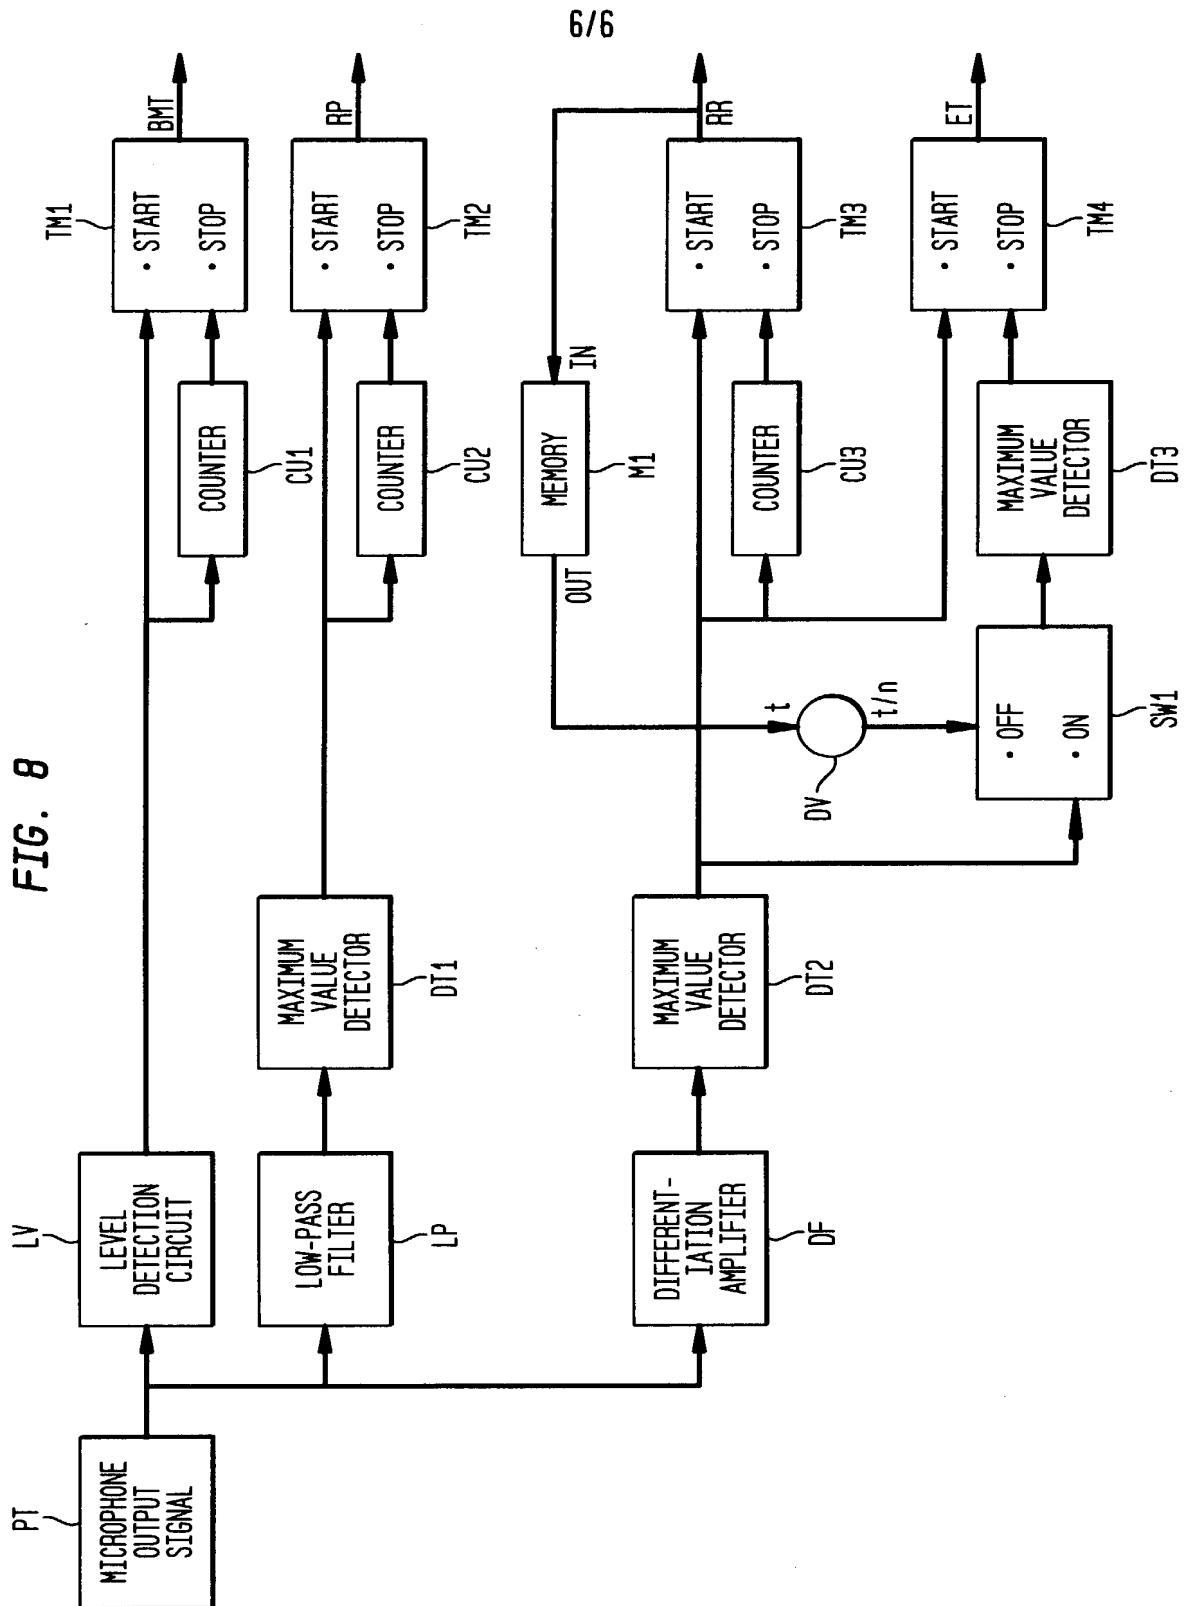 6/6
FIG. 8
PT
MICROPHONE
OUTPUT
SIGNAL
LV
LEVEL
DETECTION
CIRCUIT
COUNTER
CU1
TM1
• START
• STOP
BMT
LOW-PASS
FILTER
LP
MAXIMUM
VALUE
DETECTOR
DT1
COUNTER
CU2
• START
• STOP
TM2
RP
OUT
MEMORY
IN
M1
DIFFERENT-
IATION
AMPLIFIER
DF
MAXIMUM
VALUE
DETECTOR
DT2
t
DV
t/n
COUNTER
CU3
• START
• STOP
TM3
RR
• OFF
• ON
SW1
MAXIMUM
VALUE
DETECTOR
DT3
• START
• STOP
TM4
ET